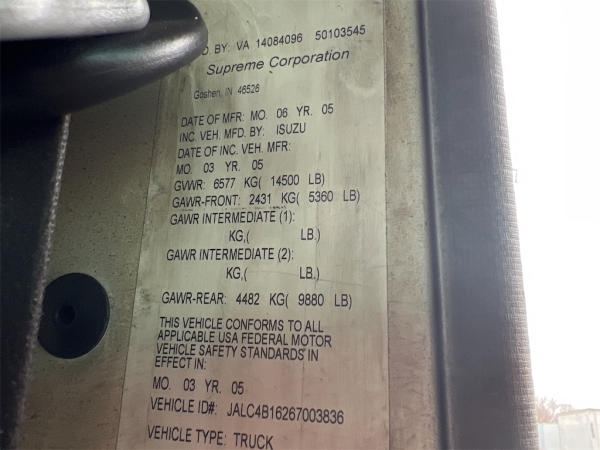 D. BY: VA 14084096 50103545
Supreme Corporation
Goshen, IN 46526
DATE OF MFR: MO. 06 YR. 05
INC. VEH. MFD. BY: ISUZU
DATE OF INC. VEH. MFR:
MO. 03 YR. 05
GVWR: 6577 KG( 14500 LB)
GAWR-FRONT: 2431 KG( 5360 LB)
GAWR INTERMEDIATE (1):
KG,( LB.)
GAWR INTERMEDIATE (2):
KG,( LB.)
GAWR-REAR: 4482 KG( 9880 LB)
THIS VEHICLE CONFORMS TO ALL
APPLICABLE USA FEDERAL MOTOR
VEHICLE SAFETY STANDARDS IN
EFFECT IN:
MO. 03 YR. 05
VEHICLE ID#: JALC4B16267003836
VEHICLE TYPE: TRUCK